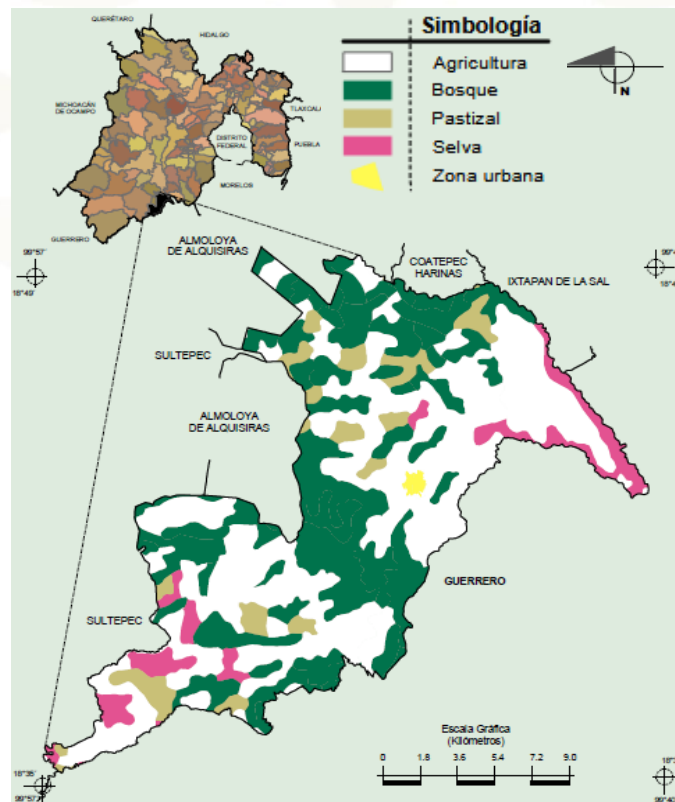 QUERÉTARO
HIDALGO
MICHOACÁN
DE OCAMPO
TLAXCALA
DISTRITO
FEDERAL
PUEBLA
MORELOS
GUERRERO
Simbología
Agricultura
Bosque
Pastizal
Selva
Zona urbana
N
99°57'
18°49'
ALMOLOYA
DE ALQUISIRAS
COATEPEC
HARINAS
IXTAPAN DE LA SAL
SULTEPEC
ALMOLOYA
DE ALQUISIRAS
GUERRERO
SULTEPEC
Escala Gráfica
(Kilómetros)
0 1.8 3.6 5.4 7.2 9.0
18°35'
99°57'